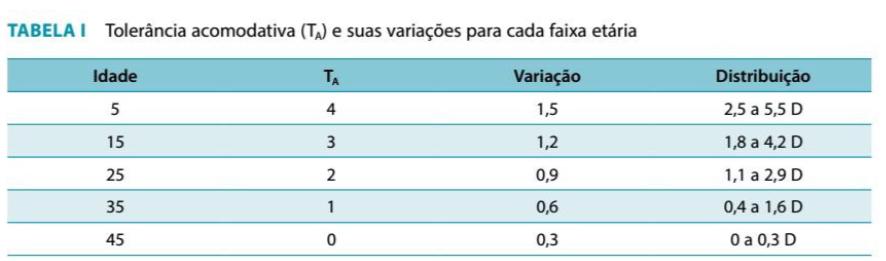 TABELA I Tolerância acomodativa (TA) e suas variações para cada faixa etária
Idade TA Variação Distribuição
5 4 1,5 2,5 a 5,5 D
15 3 1,2 1,8 a 4,2 D
25 2 0,9 1,1 a 2,9 D
35 1 0,6 0,4 a 1,6 D
45 0 0,3 0 a 0,3 D